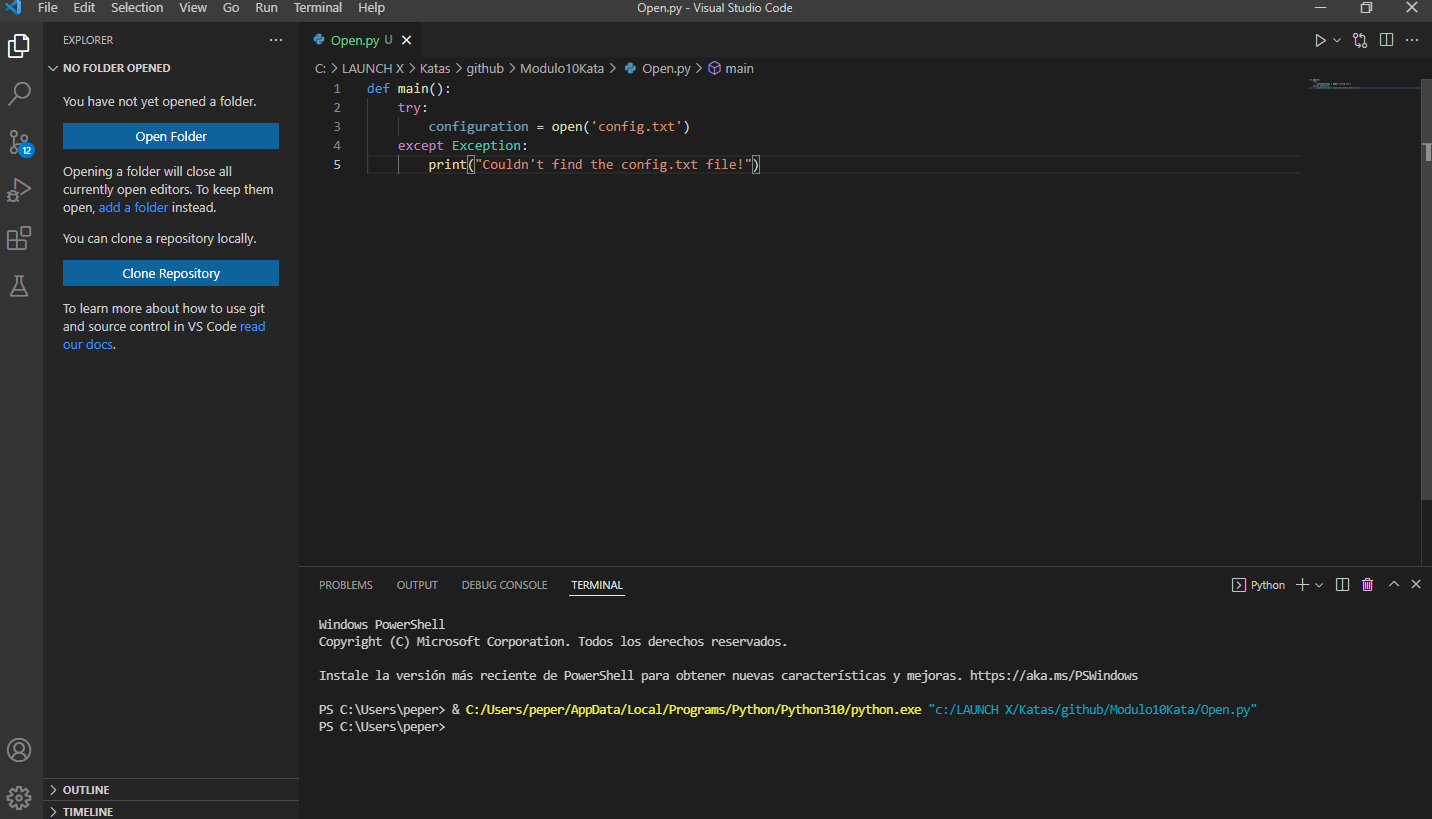 File Edit Selection View Go Run Terminal Help Open.py - Visual Studio Code
EXPLORER
NO FOLDER OPENED
You have not yet opened a folder.
Open Folder
Opening a folder will close all
currently open editors. To keep them
open, add a folder instead.
You can clone a repository locally.
Clone Repository
To learn more about how to use git
and source control in VS Code read
our docs.
12
OUTLINE
TIMELINE
Open.py U
C: > LAUNCH X > Katas > github > Modulo10Kata > Open.py > main
1 def main():
2     try:
3         configuration = open('config.txt')
4     except Exception:
5         print("Couldn't find the config.txt file!")
PROBLEMS OUTPUT DEBUG CONSOLE TERMINAL Python
Windows PowerShell
Copyright (C) Microsoft Corporation. Todos los derechos reservados.
Instale la versión más reciente de PowerShell para obtener nuevas características y mejoras. https://aka.ms/PSWindows
PS C:\Users\peper> & C:/Users/peper/AppData/Local/Programs/Python/Python310/python.exe "c:/LAUNCH X/Katas/github/Modulo10Kata/Open.py"
PS C:\Users\peper>